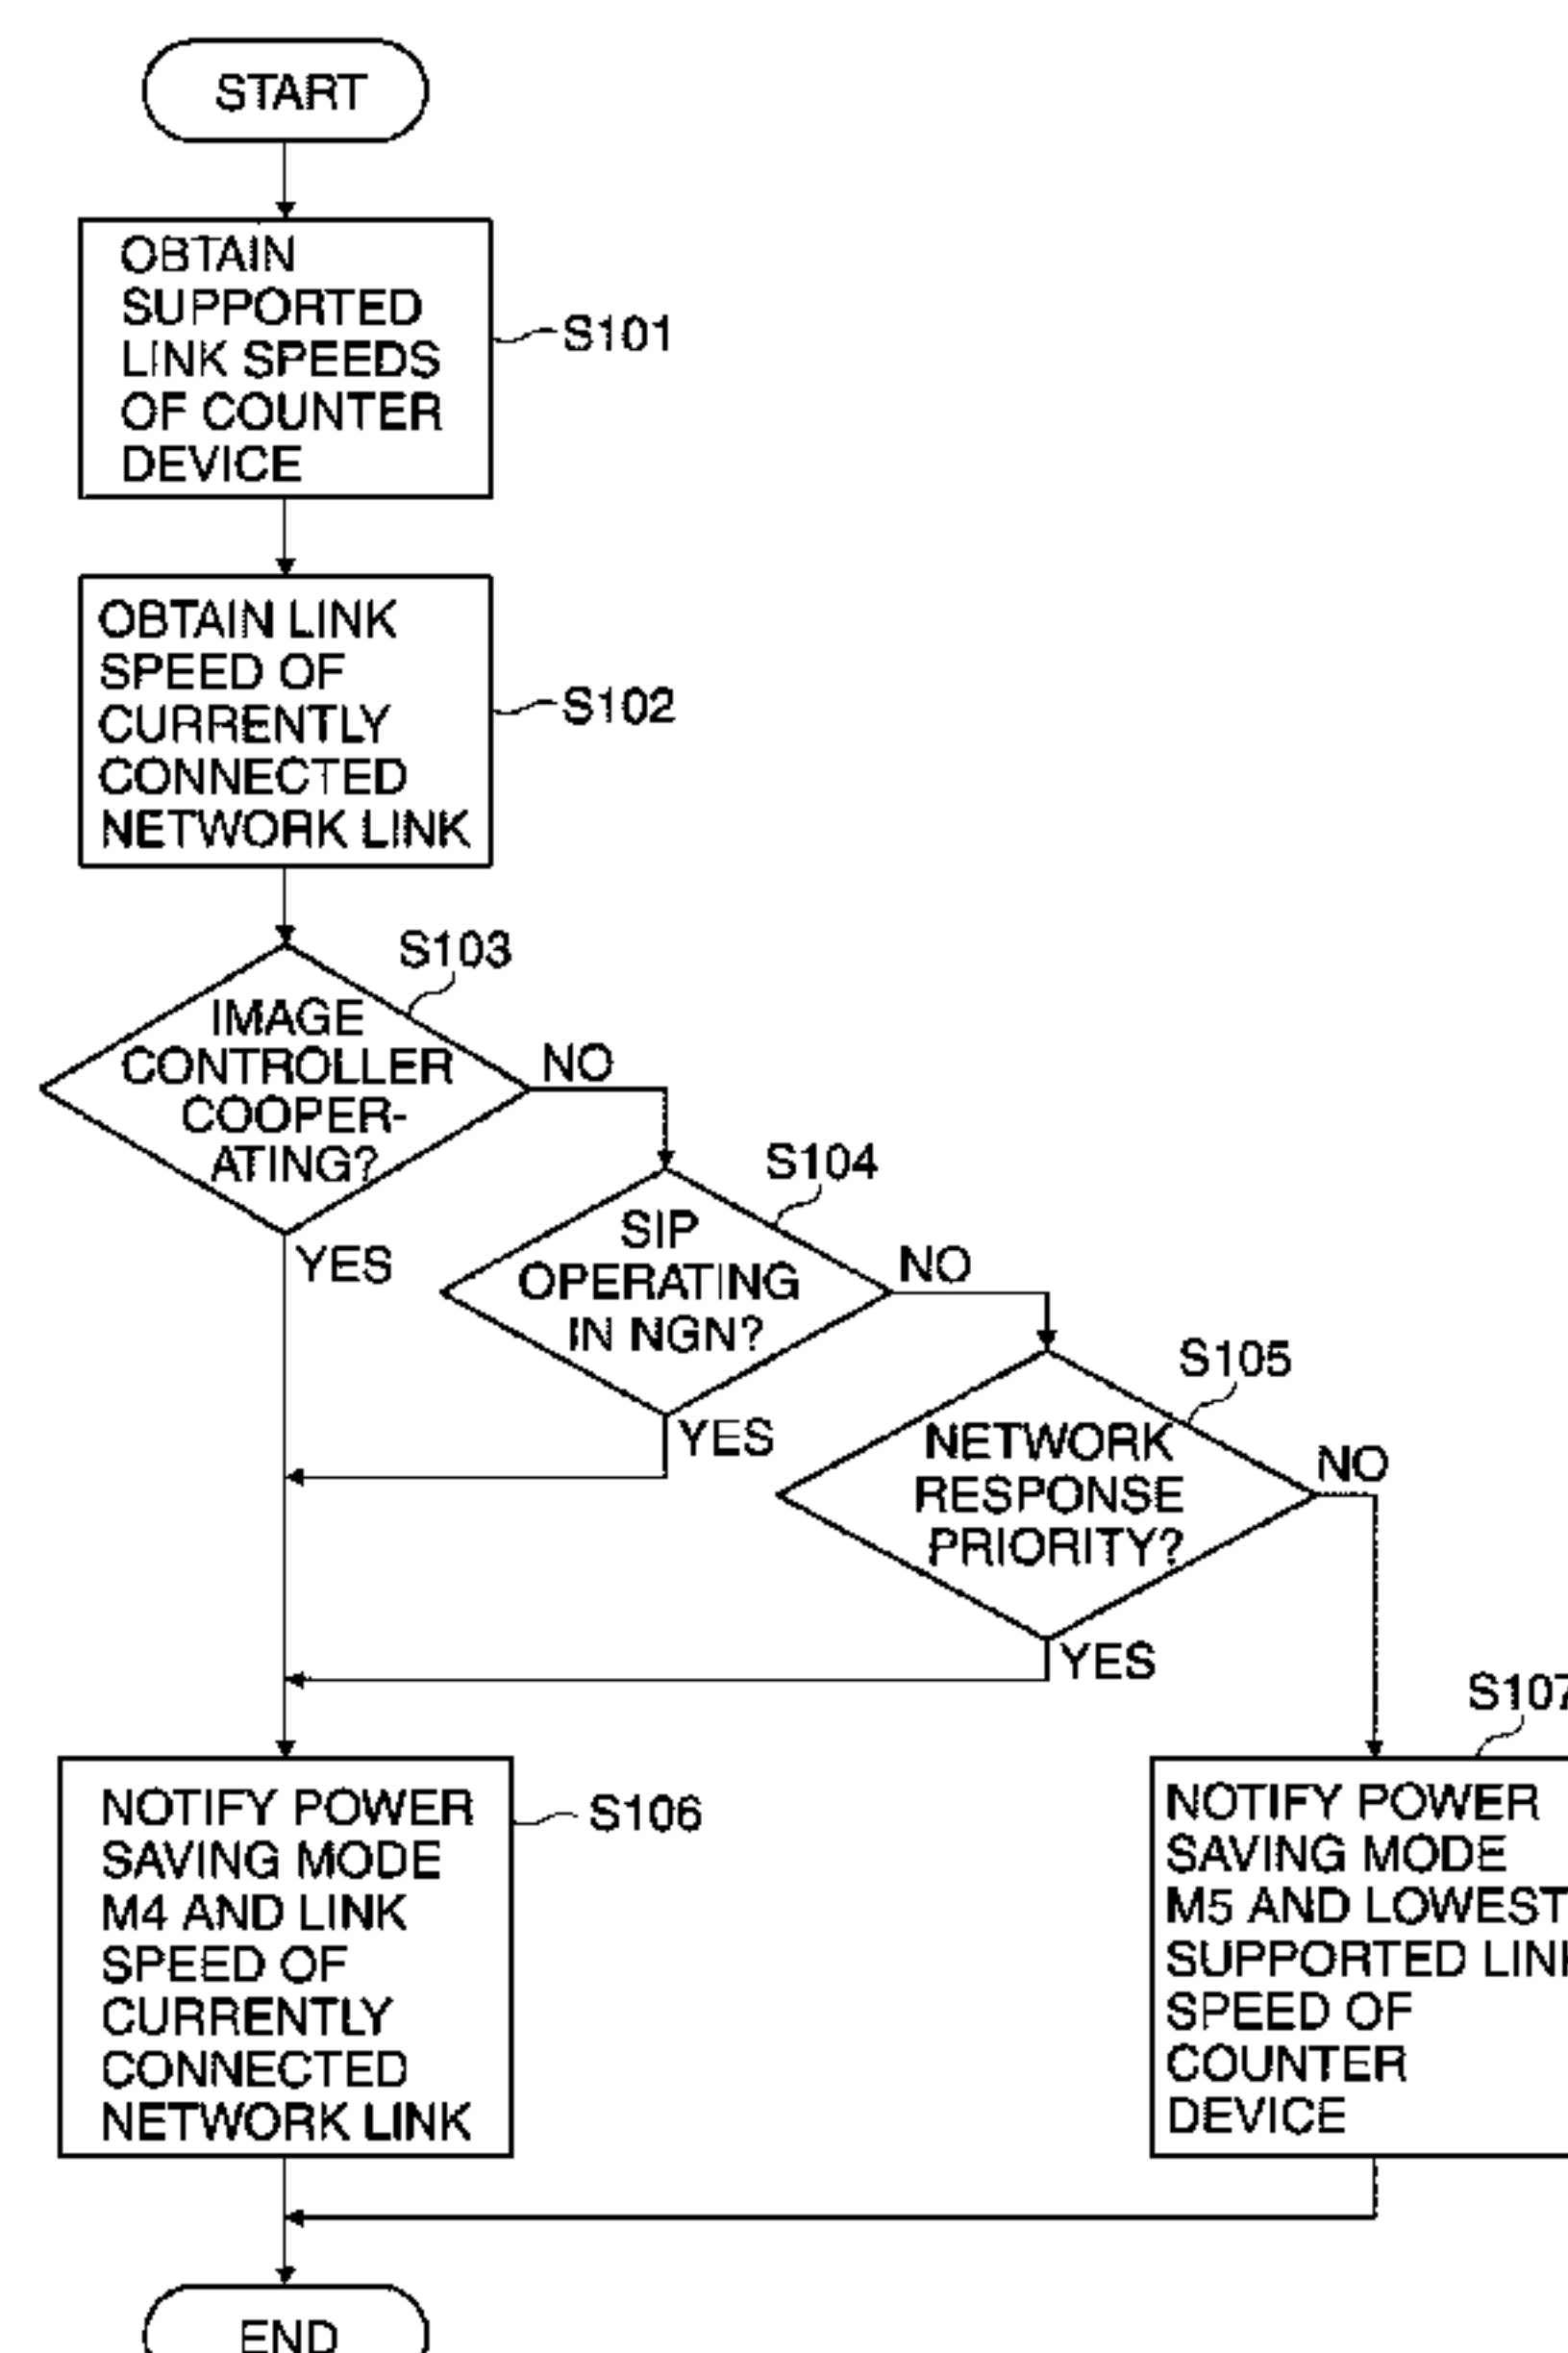 START
OBTAIN
SUPPORTED
LINK SPEEDS
OF COUNTER
DEVICE
S101
OBTAIN LINK
SPEED OF
CURRENTLY
CONNECTED
NETWORK LINK
S102
S103
IMAGE
CONTROLLER
COOPER-
ATING?
NO
YES
S104
SIP
OPERATING
IN NGN?
NO
YES
S105
NETWORK
RESPONSE
PRIORITY?
NO
YES
S106
NOTIFY POWER
SAVING MODE
M4 AND LINK
SPEED OF
CURRENTLY
CONNECTED
NETWORK LINK
S107
NOTIFY POWER
SAVING MODE
M5 AND LOWEST
SUPPORTED LINK
SPEED OF
COUNTER
DEVICE
END